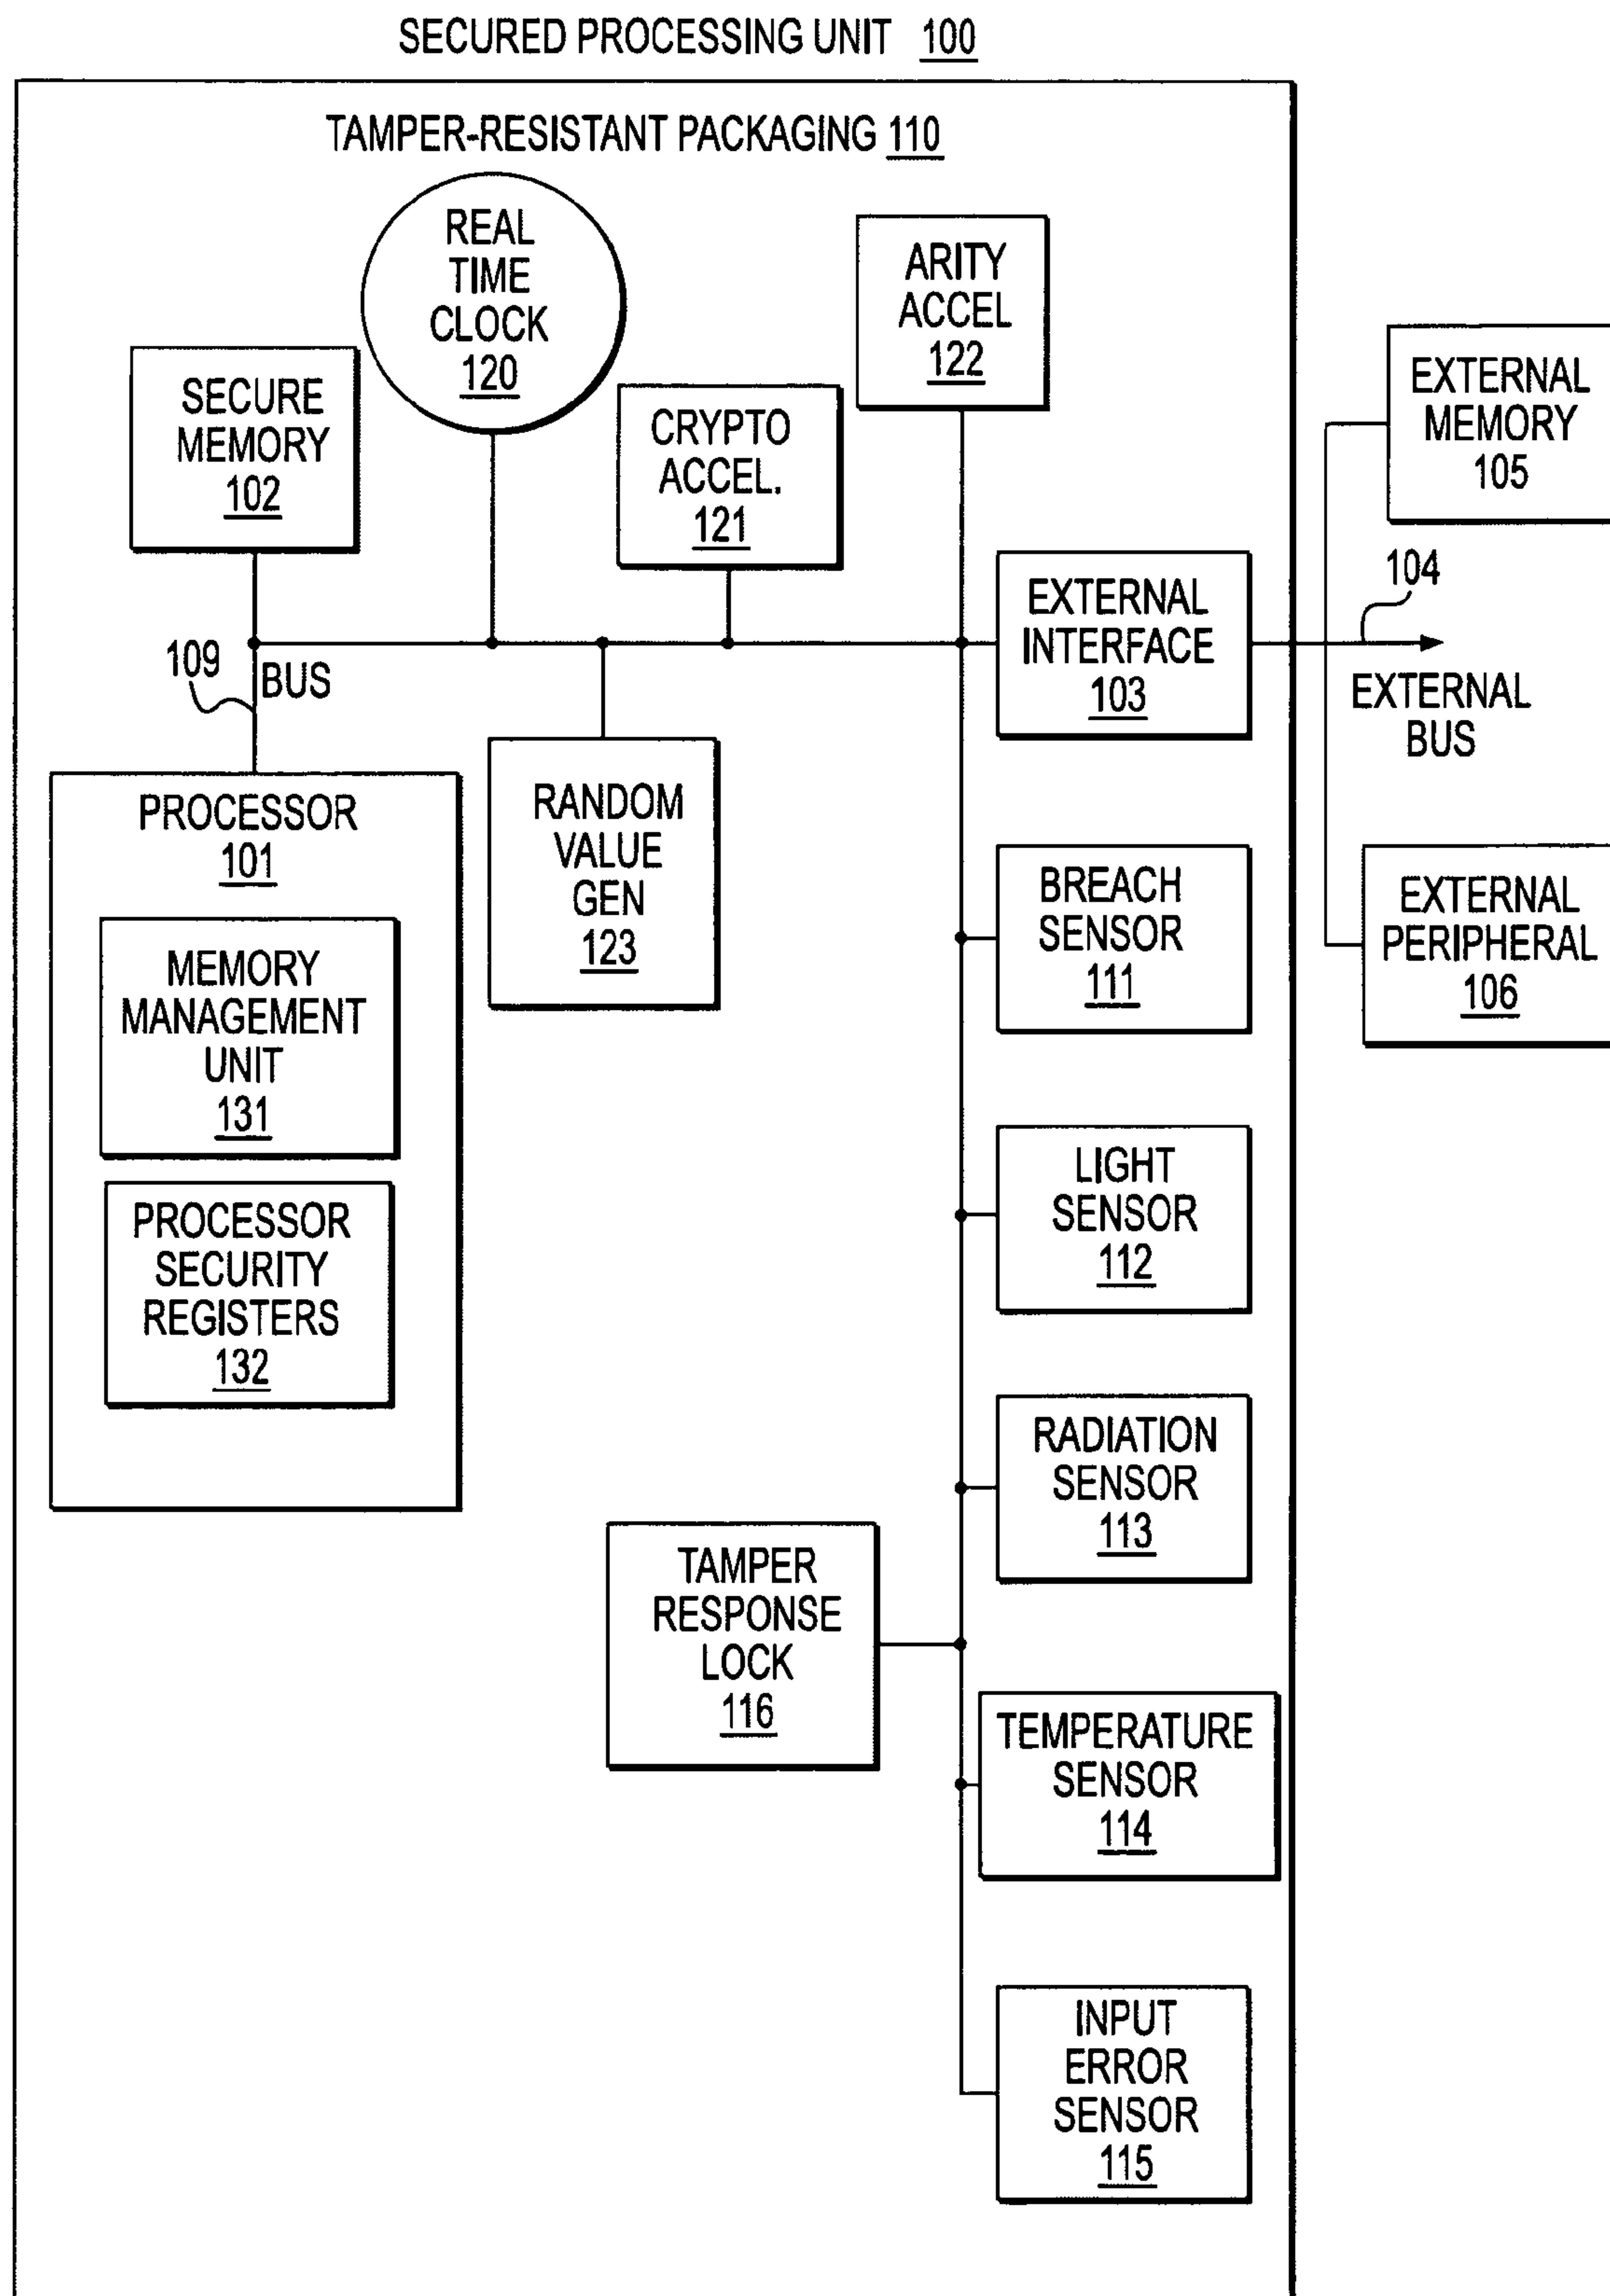 SECURED PROCESSING UNIT 100
TAMPER-RESISTANT PACKAGING 110
REAL
TIME
CLOCK
120
ARITY
ACCEL
122
SECURE
MEMORY
102
CRYPTO
ACCEL.
121
EXTERNAL
MEMORY
105
104
EXTERNAL
INTERFACE
103
109
BUS
EXTERNAL
BUS
PROCESSOR
101
RANDOM
VALUE
GEN
123
BREACH
SENSOR
111
EXTERNAL
PERIPHERAL
106
MEMORY
MANAGEMENT
UNIT
131
LIGHT
SENSOR
112
PROCESSOR
SECURITY
REGISTERS
132
RADIATION
SENSOR
113
TAMPER
RESPONSE
LOCK
116
TEMPERATURE
SENSOR
114
INPUT
ERROR
SENSOR
115